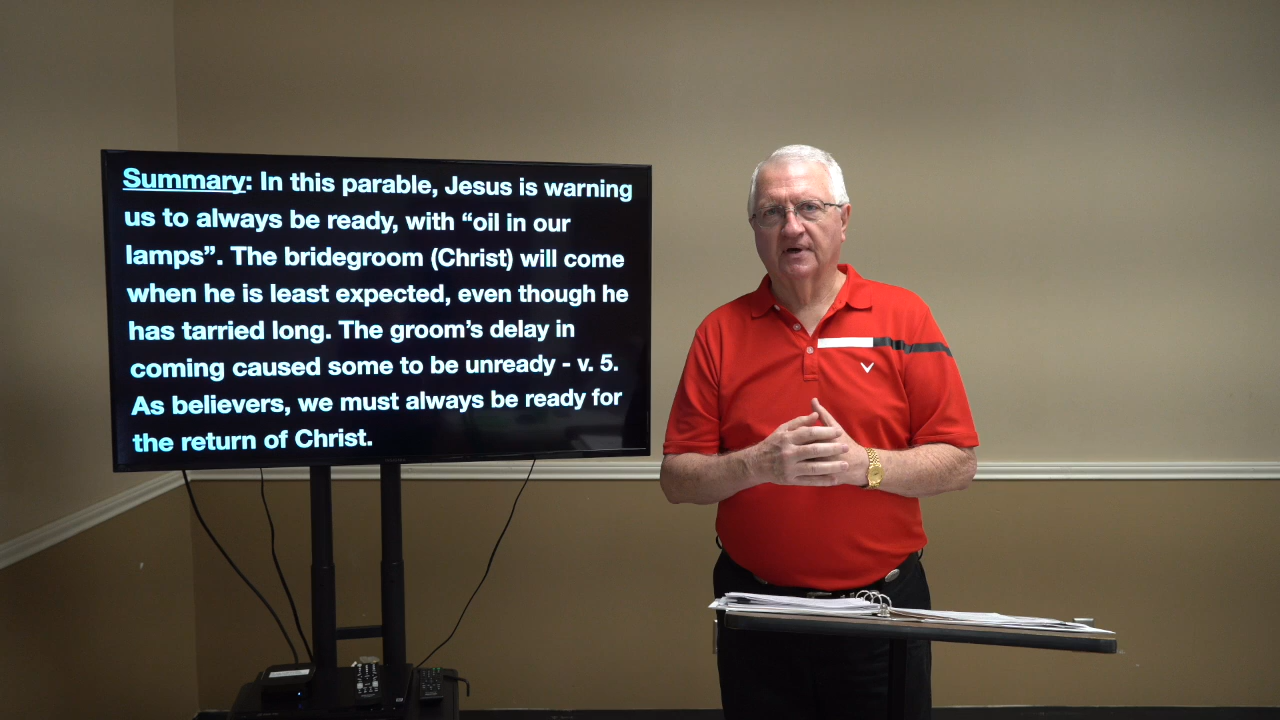 Summary: In this parable, Jesus is warning
us to always be ready, with “oil in our
lamps”. The bridegroom (Christ) will come
when he is least expected, even though he
has tarried long. The groom’s delay in
coming caused some to be unready - v. 5.
As believers, we must always be ready for
the return of Christ.